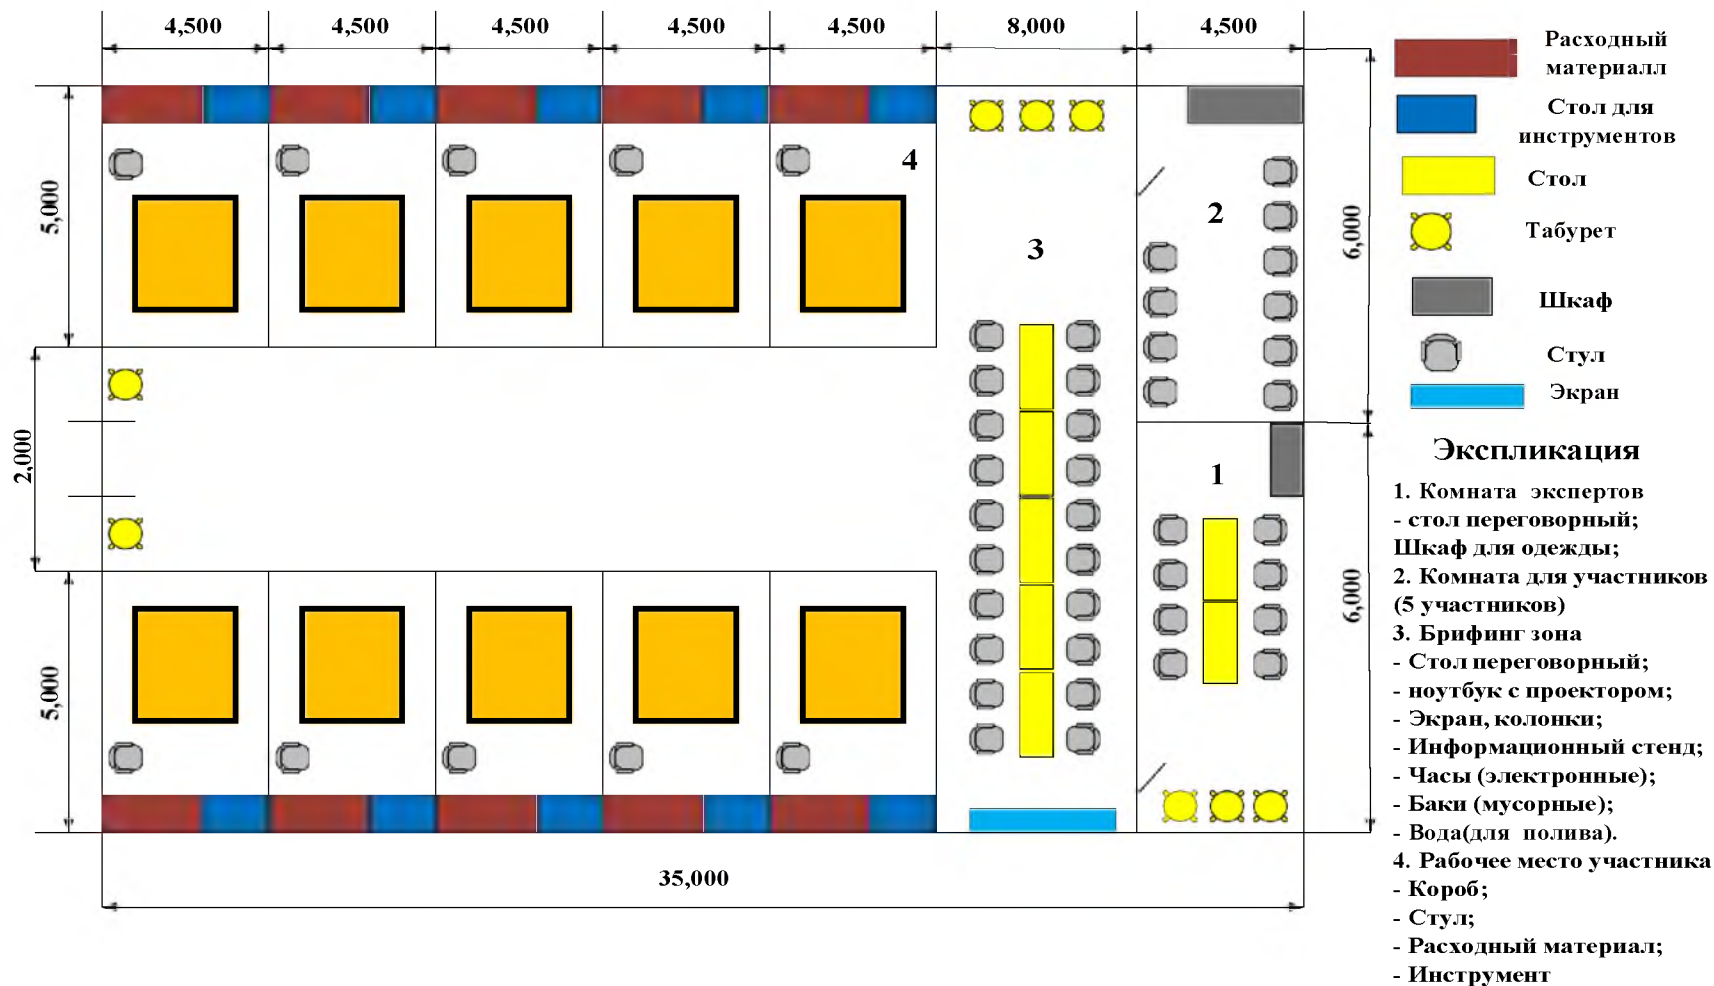 4,500 4,500 4,500 4,500 4,500 8,000 4,500
5,000
4
2
3
6,000
2,000
1
5,000
6,000
35,000
Расходный
материалл
Стол для
инструментов
Стол
Табурет
Шкаф
Стул
Экран
Экспликация
1. Комната экспертов
- стол переговорный;
Шкаф для одежды;
2. Комната для участников
(5 участников)
3. Брифинг зона
- Стол переговорный;
- ноутбук с проектором;
- Экран, колонки;
- Информационный стенд;
- Часы (электронные);
- Баки (мусорные);
- Вода(для полива).
4. Рабочее место участника
- Короб;
- Стул;
- Расходный материал;
- Инструмент